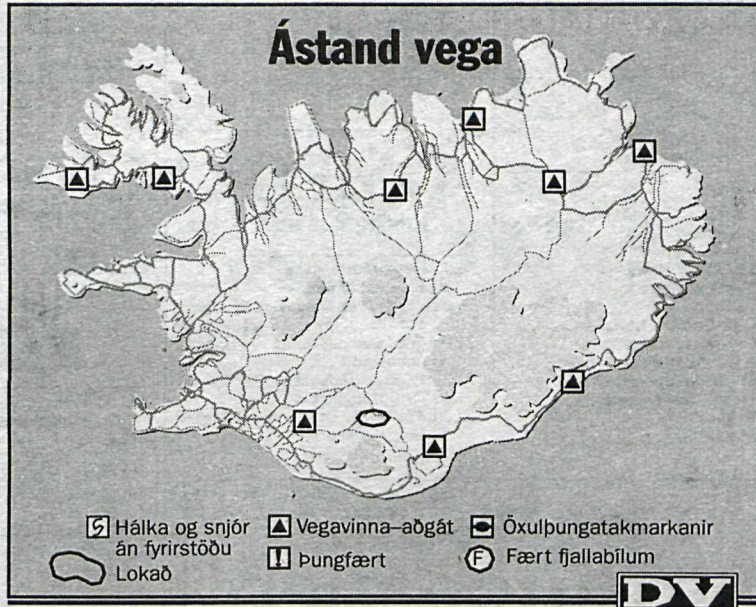 Ástand vega
Hálka og snjór
án fyrirstöðu
Lokað
Vegavinna–aðgát
Þungfært
Öxulþungatakmarkanir
F Fært fjallabílum
DV